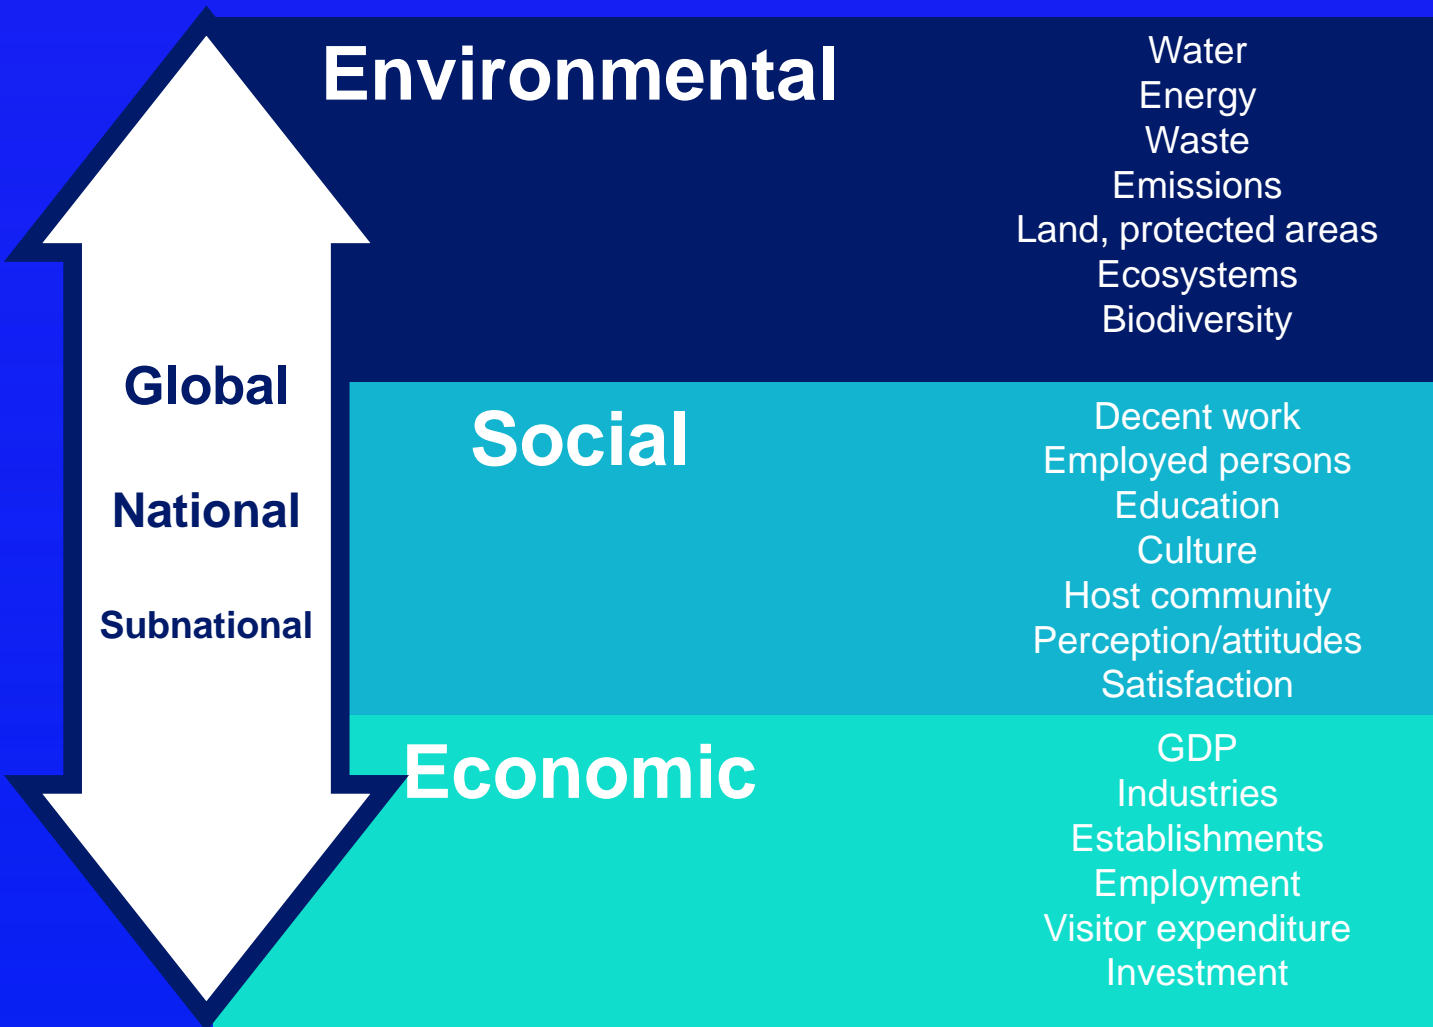 Environmental
Water
Energy
Waste
Emissions
Land, protected areas
Ecosystems
Biodiversity
Global
National
Subnational
Social
Decent work
Employed persons
Education
Culture
Host community
Perception/attitudes
Satisfaction
Economic
GDP
Industries
Establishments
Employment
Visitor expenditure
Investment